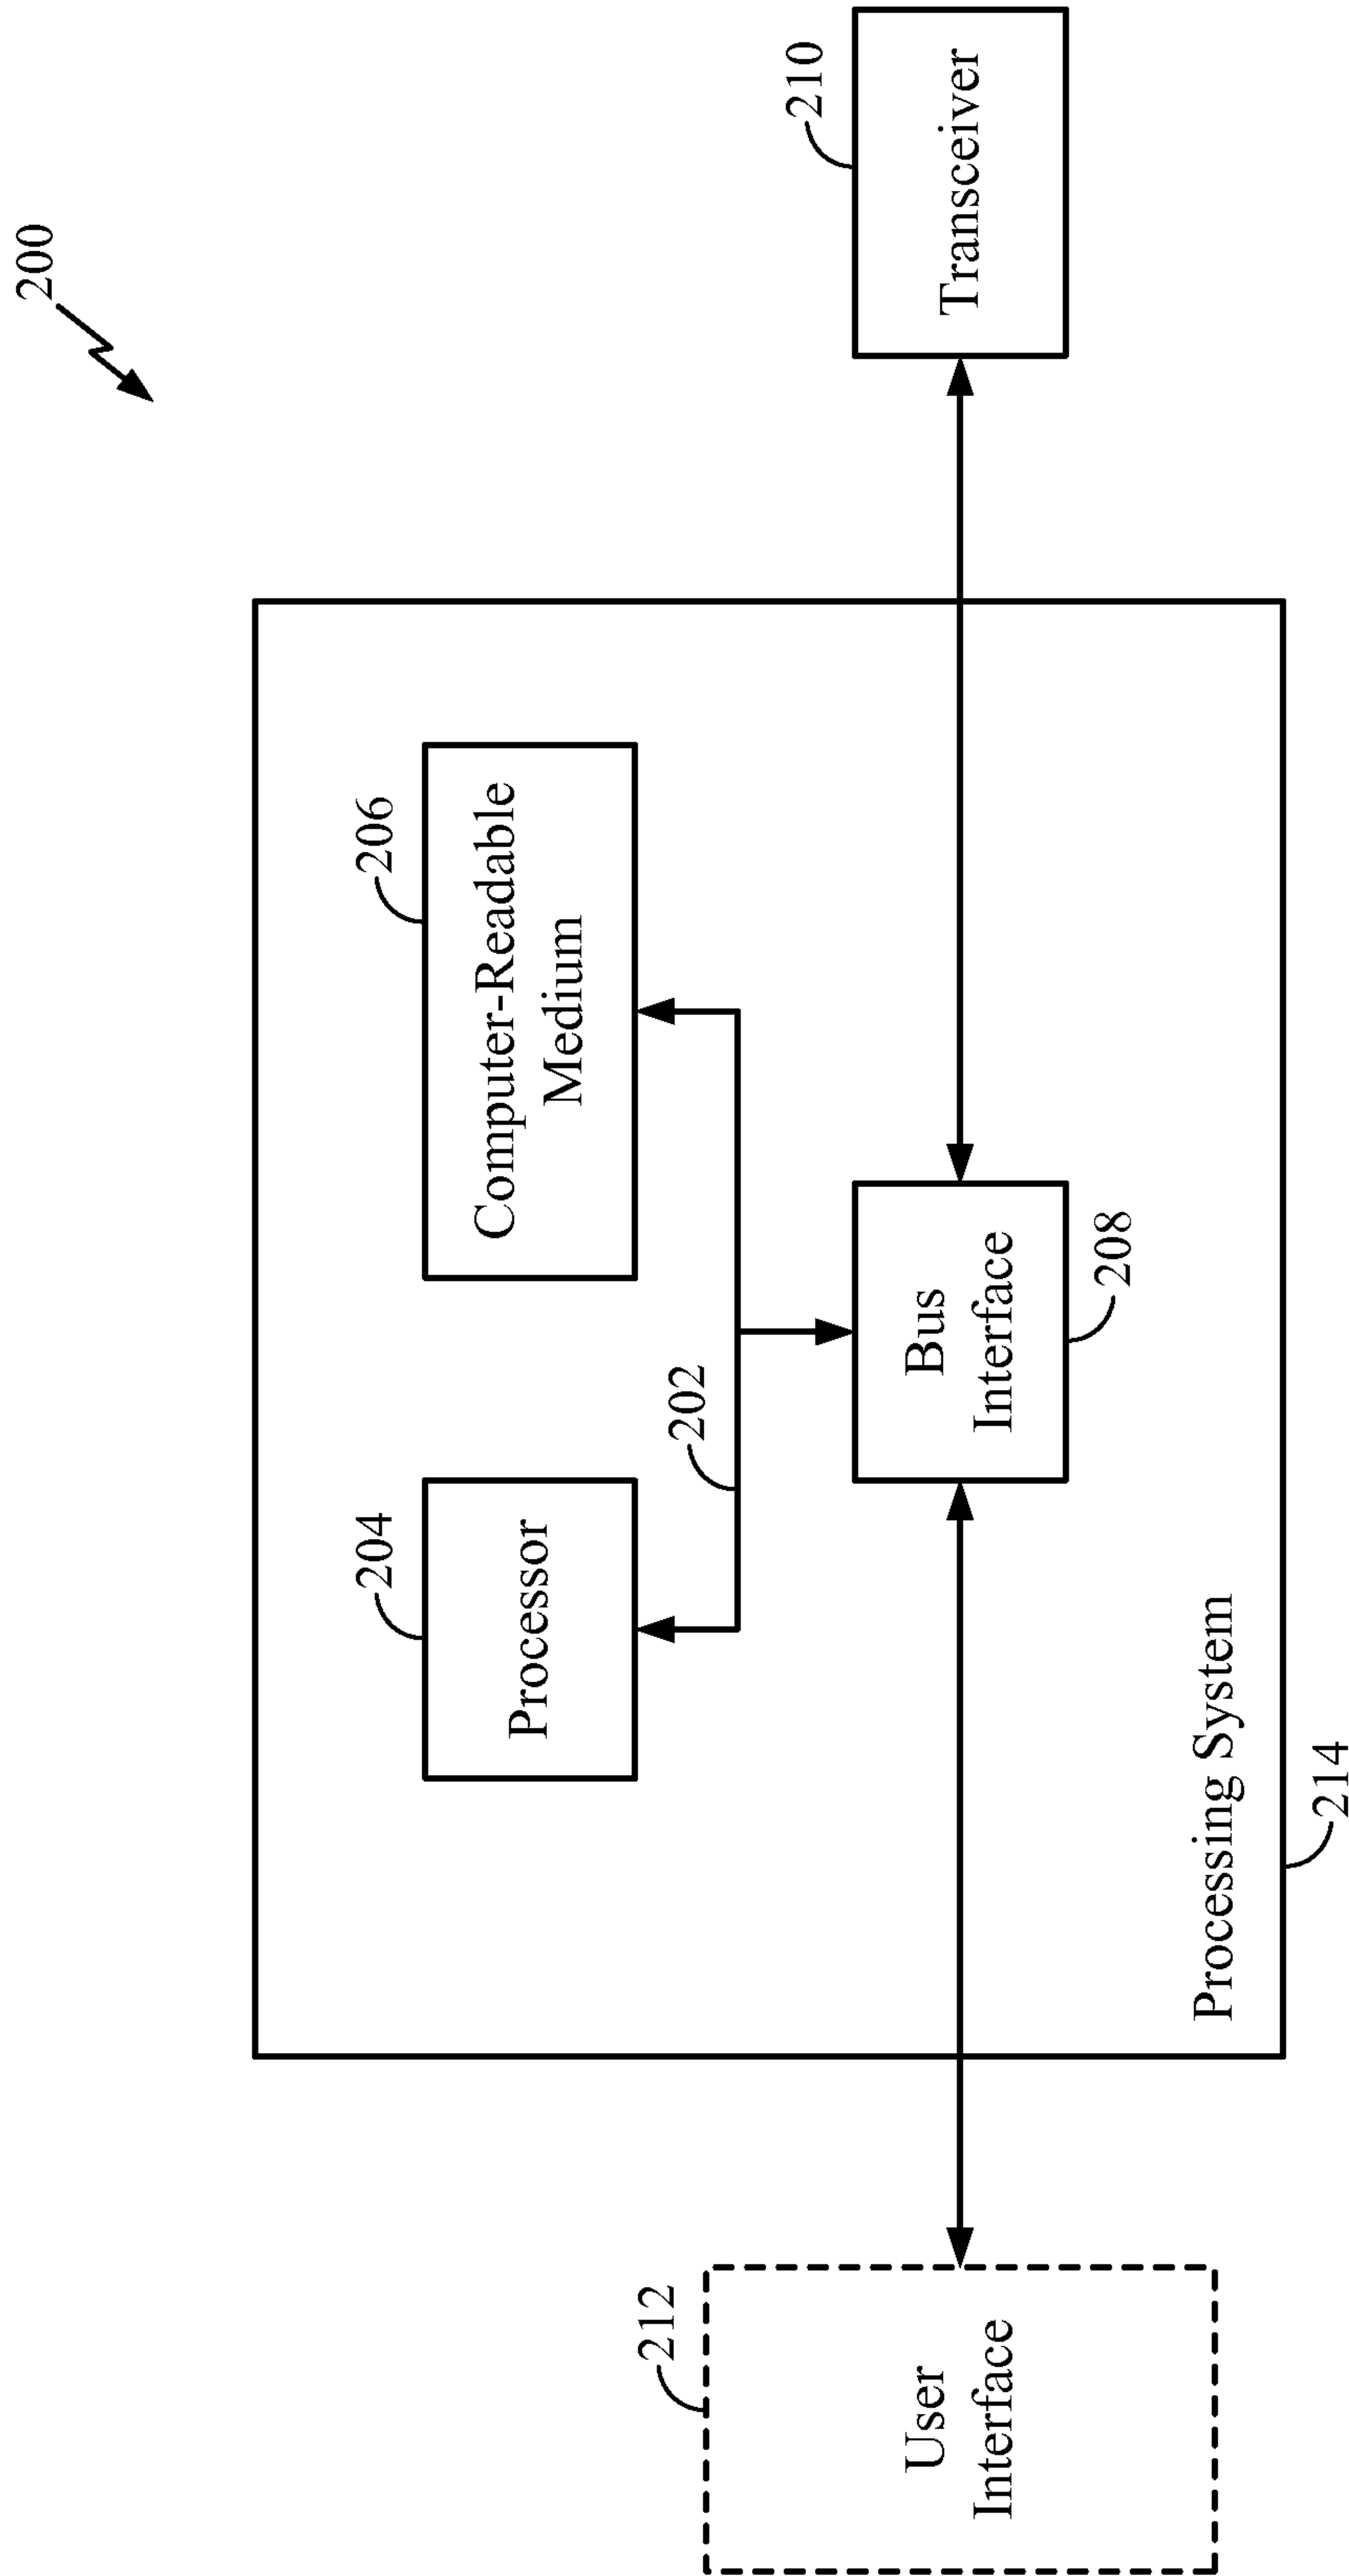 200
204
Processor
206
Computer-Readable
Medium
202
212
User
Interface
Bus
Interface
208
210
Transceiver
Processing System
214